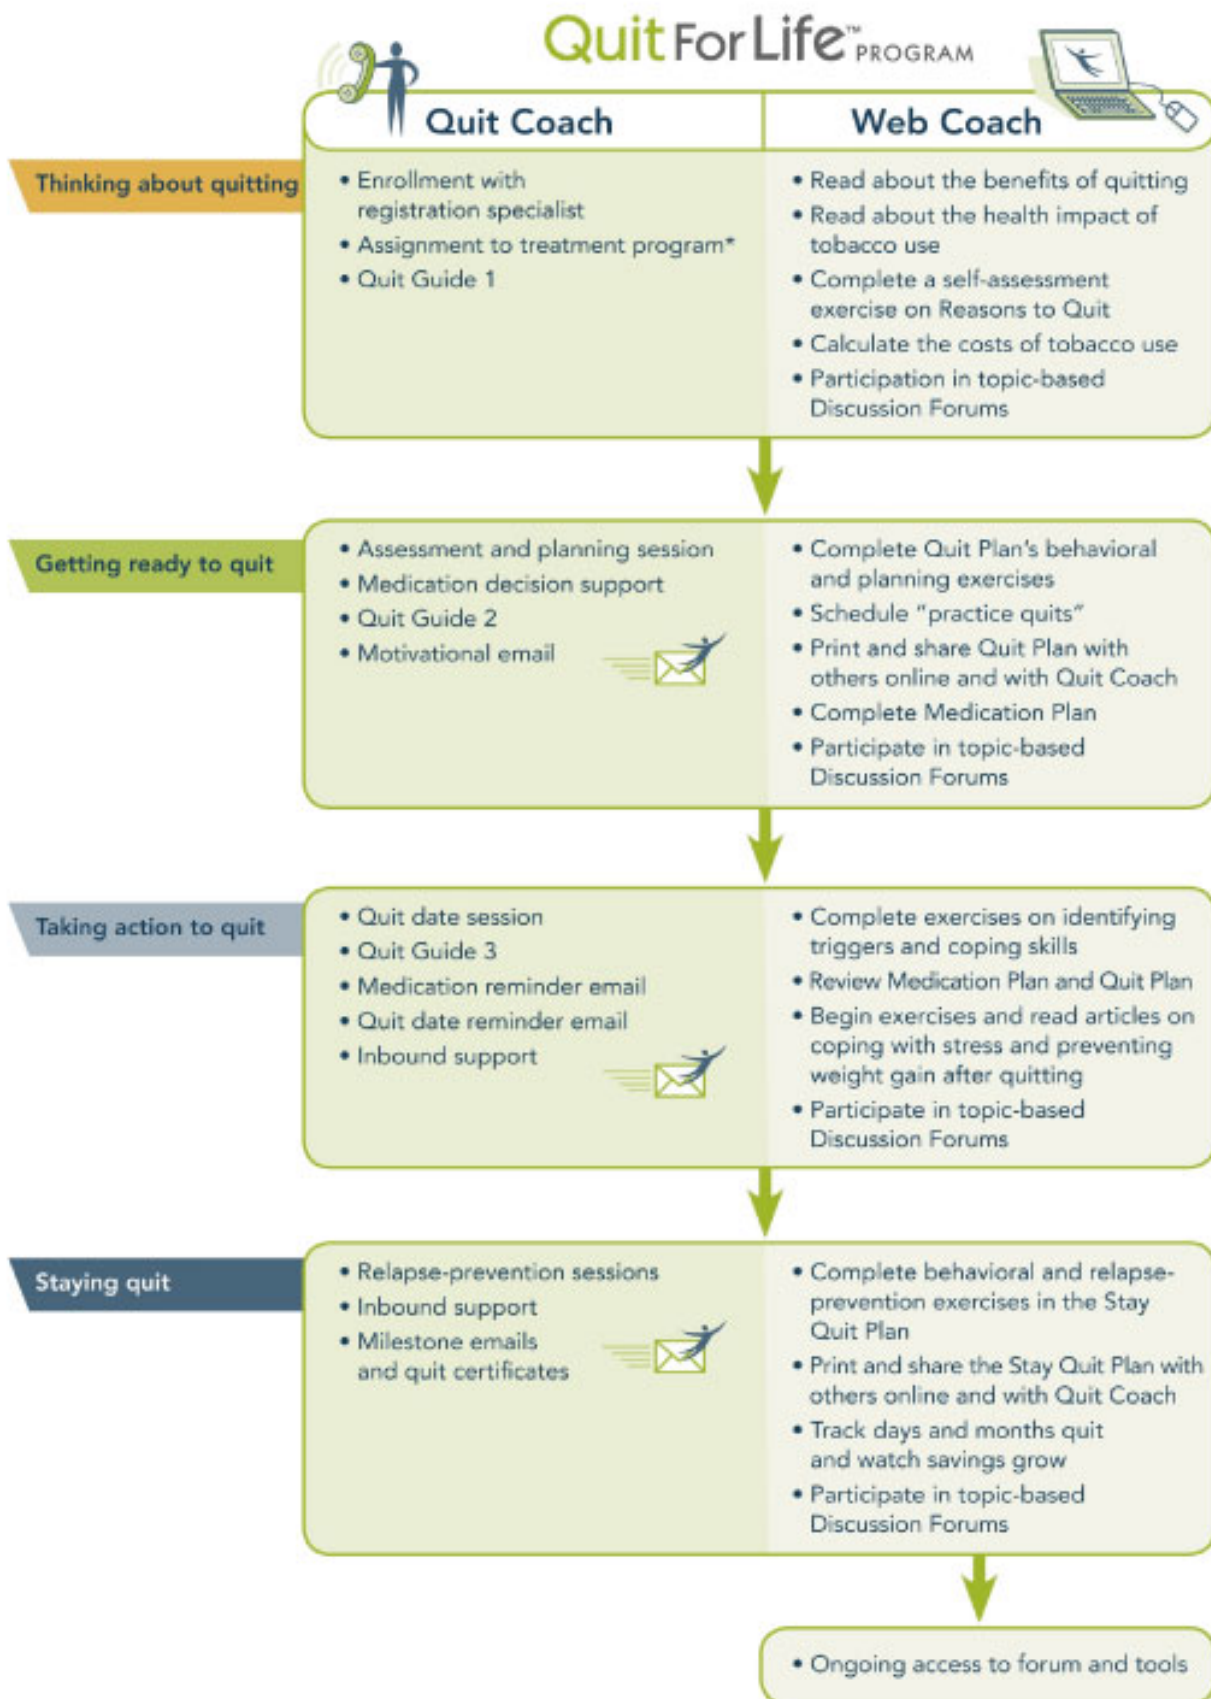 Quit For Life™ PROGRAM
Quit Coach
Web Coach
Thinking about quitting
• Enrollment with
registration specialist
• Assignment to treatment program*
• Quit Guide 1
• Read about the benefits of quitting
• Read about the health impact of
tobacco use
• Complete a self-assessment
exercise on Reasons to Quit
• Calculate the costs of tobacco use
• Participation in topic-based
Discussion Forums
Getting ready to quit
• Assessment and planning session
• Medication decision support
• Quit Guide 2
• Motivational email
• Complete Quit Plan's behavioral
and planning exercises
• Schedule "practice quits"
• Print and share Quit Plan with
others online and with Quit Coach
• Complete Medication Plan
• Participate in topic-based
Discussion Forums
Taking action to quit
• Quit date session
• Quit Guide 3
• Medication reminder email
• Quit date reminder email
• Inbound support
• Complete exercises on identifying
triggers and coping skills
• Review Medication Plan and Quit Plan
• Begin exercises and read articles on
coping with stress and preventing
weight gain after quitting
• Participate in topic-based
Discussion Forums
Staying quit
• Relapse-prevention sessions
• Inbound support
• Milestone emails
and quit certificates
• Complete behavioral and relapse-
prevention exercises in the Stay
Quit Plan
• Print and share the Stay Quit Plan with
others online and with Quit Coach
• Track days and months quit
and watch savings grow
• Participate in topic-based
Discussion Forums
• Ongoing access to forum and tools